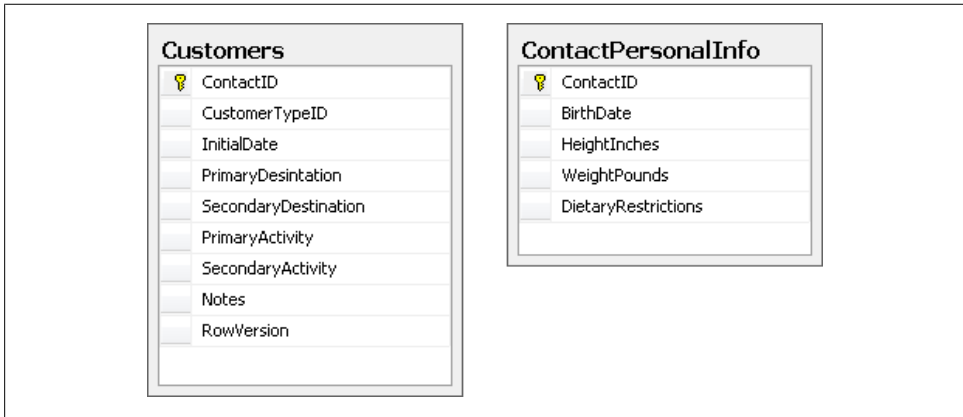 Customers
ContactID
CustomerTypeID
InitialDate
PrimaryDesintation
SecondaryDestination
PrimaryActivity
SecondaryActivity
Notes
RowVersion
ContactPersonalInfo
ContactID
BirthDate
HeightInches
WeightPounds
DietaryRestrictions